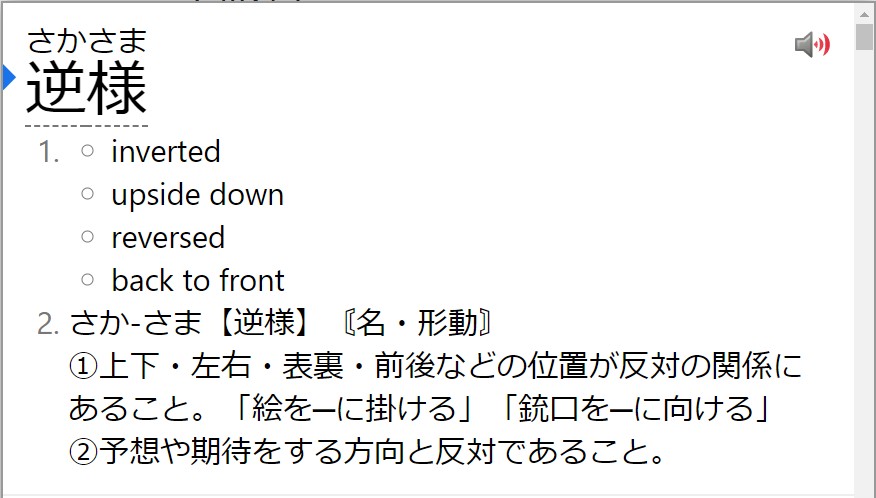 さかさま
逆様
1. ○ inverted
○ upside down
○ reversed
○ back to front
2. さか-さま【逆様】〘名・形動〙
①上下・左右・表裏・前後などの位置が反対の関係に
あること。「絵を━に掛ける」「銃口を━に向ける」
②予想や期待をする方向と反対であること。